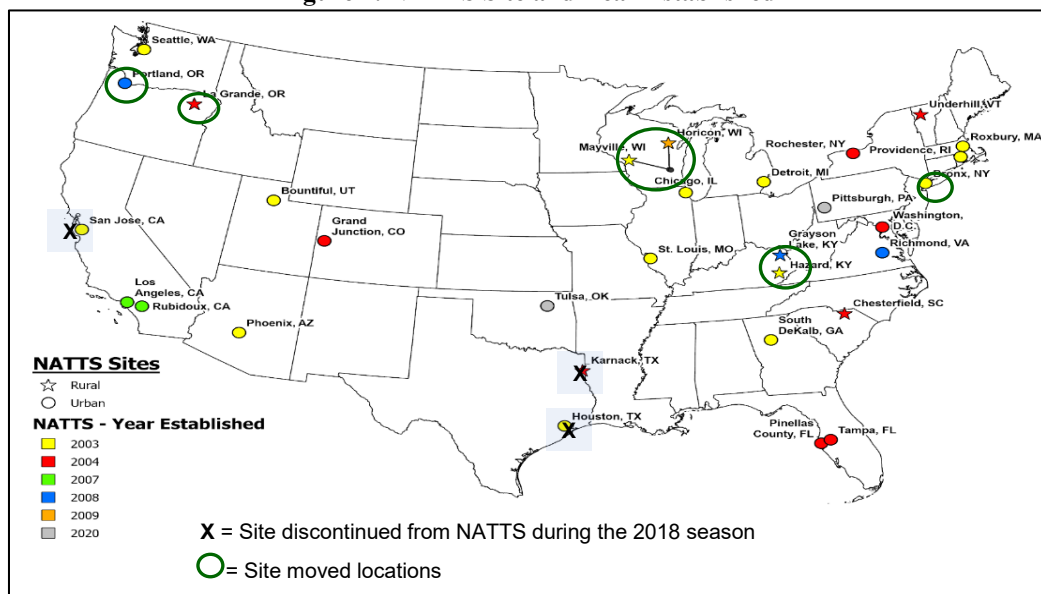 Seattle, WA
Portland, OR
La Grande, OR
Underhill, VT
Horicon, WI
Mayville, WI
Rochester, NY
Roxbury, MA
Providence, RI
Detroit, MI
Chicago, IL
Bronx, NY
Bountiful, UT
Pittsburgh, PA
San Jose, CA
Grand
Junction, CO
Washington,
D.C.
Grayson
Lake, KY
Richmond, VA
St. Louis, MO
Hazard, KY
Los
Angeles, CA
Rubidoux, CA
Tulsa, OK
Chesterfield, SC
Phoenix, AZ
South
DeKalb, GA
Karnack, TX
Houston, TX
Pinellas
County, FL
Tampa, FL
X
X
X
NATTS Sites
Rural
Urban
NATTS - Year Established
2003
2004
2007
2008
2009
2020
X = Site discontinued from NATTS during the 2018 season
= Site moved locations